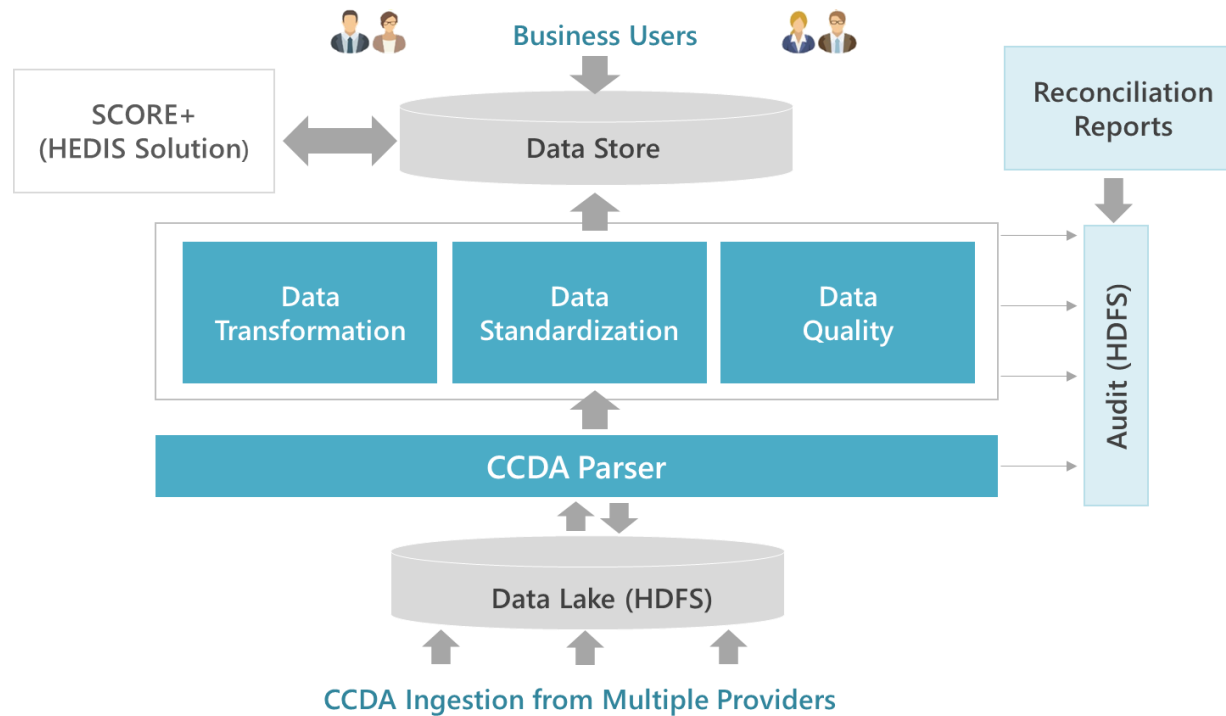 Business Users
SCORE+
(HEDIS Solution)
Data Store
Reconciliation
Reports
Data
Transformation
Data
Standardization
Data
Quality
Audit (HDFS)
CCDA Parser
Data Lake (HDFS)
CCDA Ingestion from Multiple Providers